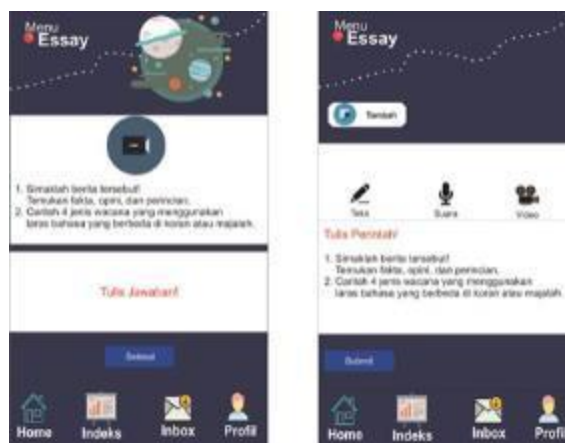 Menu
Essay
1. Simaklah berita tersebut!
Temukan fakta, opini, dan perincian.
2. Carilah 4 jenis wacana yang menggunakan
laras bahasa yang berbeda di koran atau majalah.
Tulis Jawaban!
Submit
Home Indeks Inbox Profil
Menu
Essay
Tambah
Teks Suara Video
Tulis Perintah!
1. Simaklah berita tersebut!
Temukan fakta, opini, dan perincian.
2. Carilah 4 jenis wacana yang menggunakan
laras bahasa yang berbeda di koran atau majalah.
Submit
Home Indeks Inbox Profil